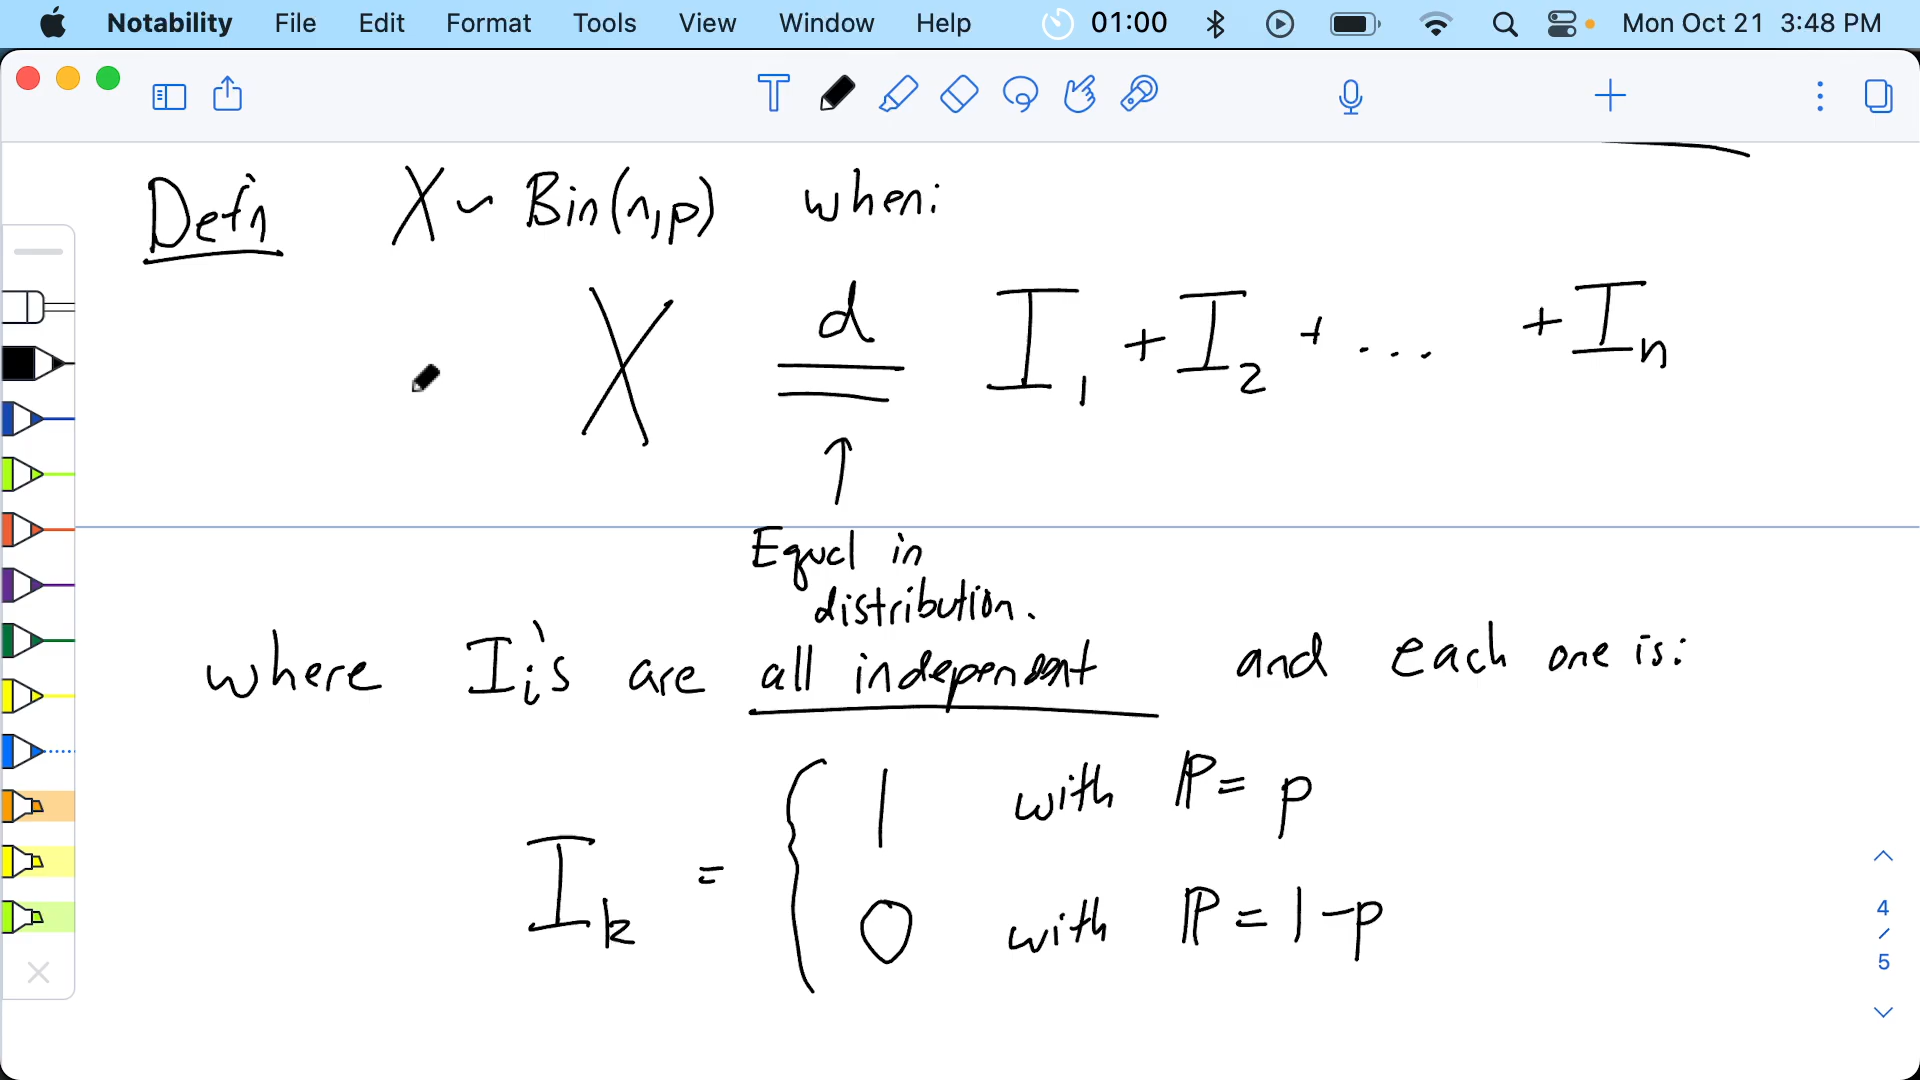 Notability File Edit Format Tools View Window Help 01:00 Mon Oct 21 3:48 PM
Defn X ~ Bin(n,p) when:
X d= I₁ + I₂ + .... + Iₙ
↑
Equal in
distribution.
where Iᵢ's are all independent and each one is:
Iₖ = { 1 with ℙ = p
0 with ℙ = 1-p
4
/
5